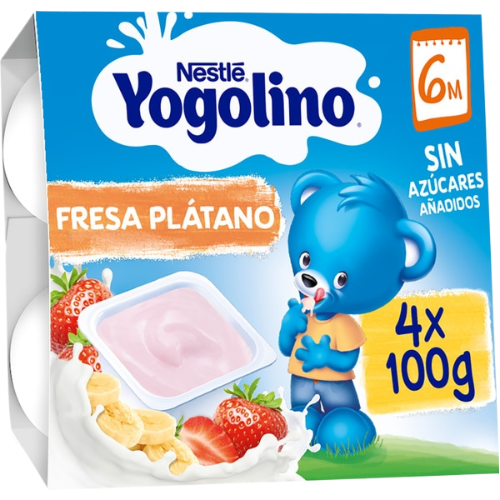 Nestlé
Yogolino
6M
SIN
AZÚCARES
AÑADIDOS
FRESA PLÁTANO
4x
100g